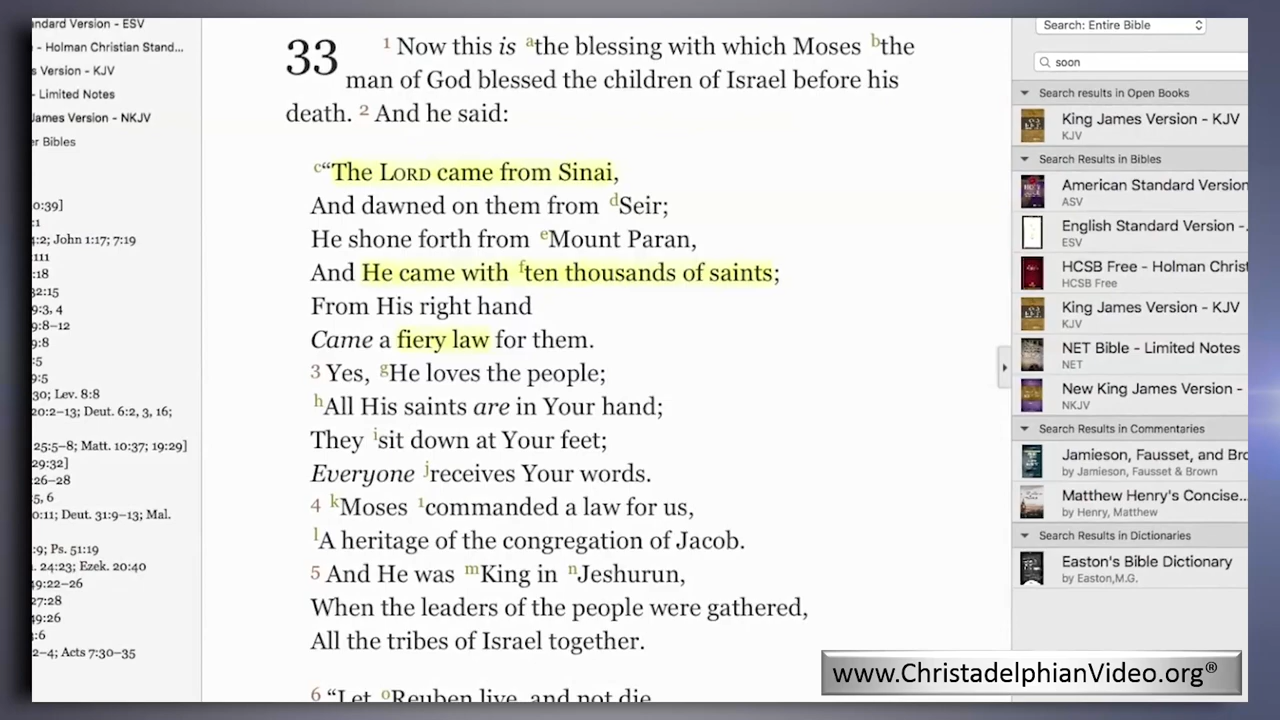 andard Version - ESV
- Holman Christian Stand...
s Version - KJV
- Limited Notes
ames Version - NKJV
er Bibles
0:39]
:1
4:2; John 1:17; 7:19
:111
:18
32:15
9:3, 4
9:8–12
9:8
:5
9:5
30; Lev. 8:8
20:2–13; Deut. 6:2, 3, 16;
25:5–8; Matt. 10:37; 19:29]
29:32]
:26–28
5, 6
0:11; Deut. 31:9–13; Mal.
:9; Ps. 51:19
. 24:23; Ezek. 20:40
49:22–26
27:28
49:26
:6
2–4; Acts 7:30–35
33 1 Now this is athe blessing with which Moses bthe
man of God blessed the children of Israel before his
death. 2 And he said:
c“The LORD came from Sinai,
And dawned on them from dSeir;
He shone forth from eMount Paran,
And He came with ften thousands of saints;
From His right hand
Came a fiery law for them.
3 Yes, gHe loves the people;
hAll His saints are in Your hand;
They isit down at Your feet;
Everyone jreceives Your words.
4 kMoses 1commanded a law for us,
lA heritage of the congregation of Jacob.
5 And He was mKing in nJeshurun,
When the leaders of the people were gathered,
All the tribes of Israel together.
6 “Let oReuben live, and not die
Search: Entire Bible
soon
Search results in Open Books
King James Version - KJV
KJV
Search Results in Bibles
American Standard Version
ASV
English Standard Version -.
ESV
HCSB Free - Holman Christ
HCSB Free
King James Version - KJV
KJV
NET Bible - Limited Notes
NET
New King James Version -
NKJV
Search Results in Commentaries
Jamieson, Fausset, and Br
by Jamieson, Fausset & Brown
Matthew Henry's Concise...
by Henry, Matthew
Search Results in Dictionaries
Easton's Bible Dictionary
by Easton,M.G.
www.ChristadelphianVideo.org®